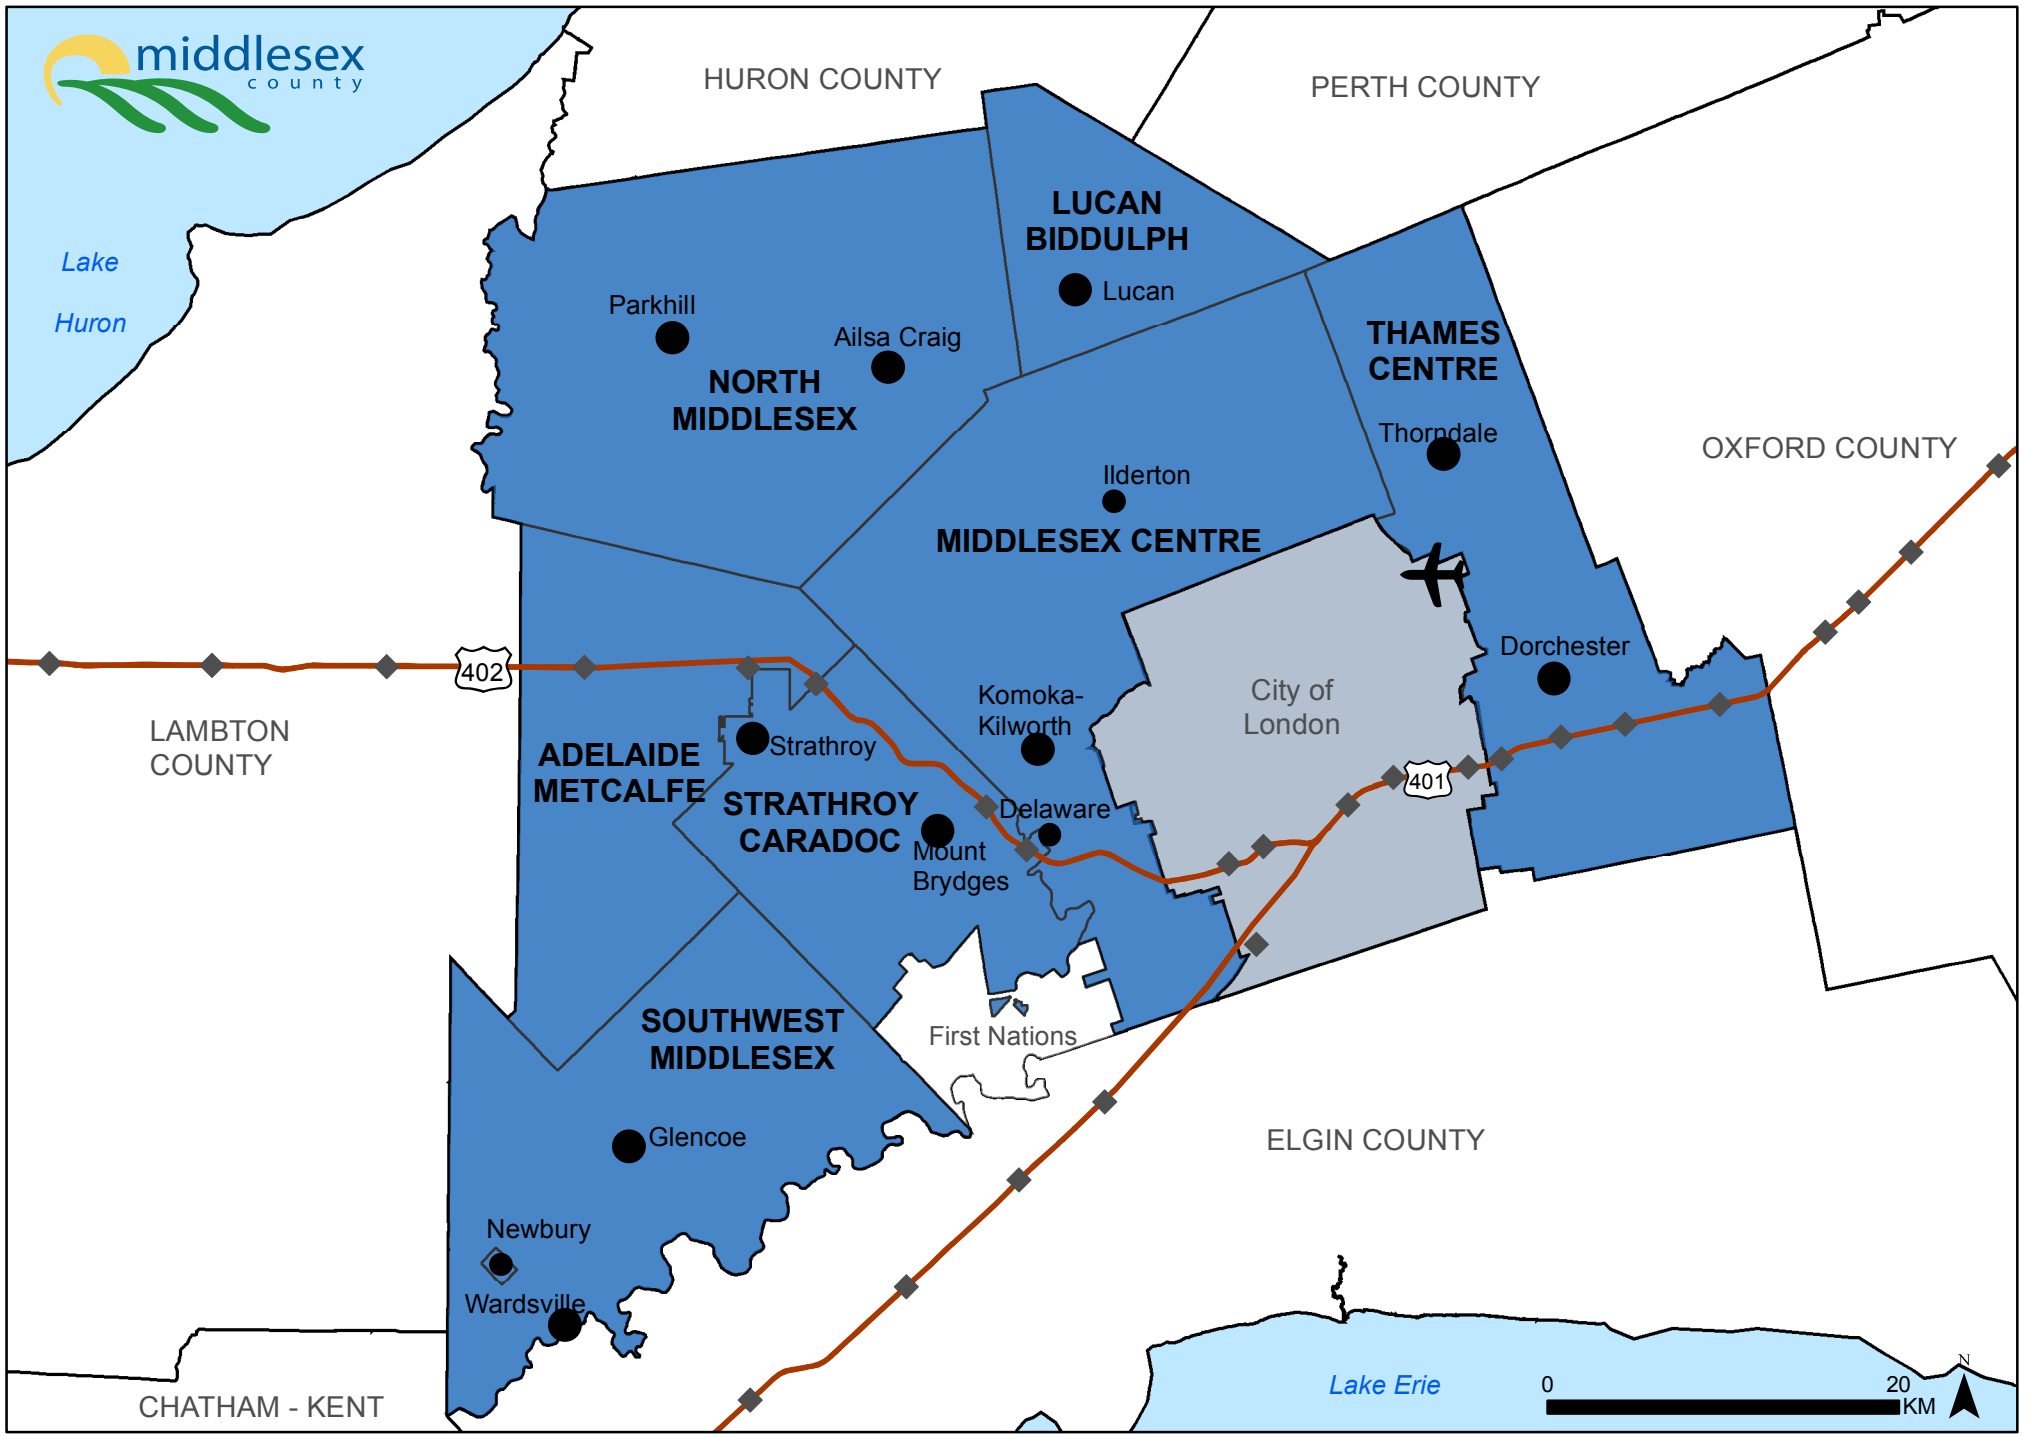 middlesex
county
HURON COUNTY
PERTH COUNTY
LUCAN
BIDDULPH
Lucan
Lake
Huron
Parkhill
Ailsa Craig
NORTH
MIDDLESEX
THAMES
CENTRE
Thorndale
OXFORD COUNTY
Ilderton
MIDDLESEX CENTRE
402
Dorchester
City of
London
Komoka-
Kilworth
LAMBTON
COUNTY
Strathroy
ADELAIDE
METCALFE
401
STRATHROY
CARADOC
Delaware
Mount
Brydges
First Nations
SOUTHWEST
MIDDLESEX
Glencoe
ELGIN COUNTY
Newbury
Wardsville
Lake Erie
0
20
KM
N
CHATHAM - KENT